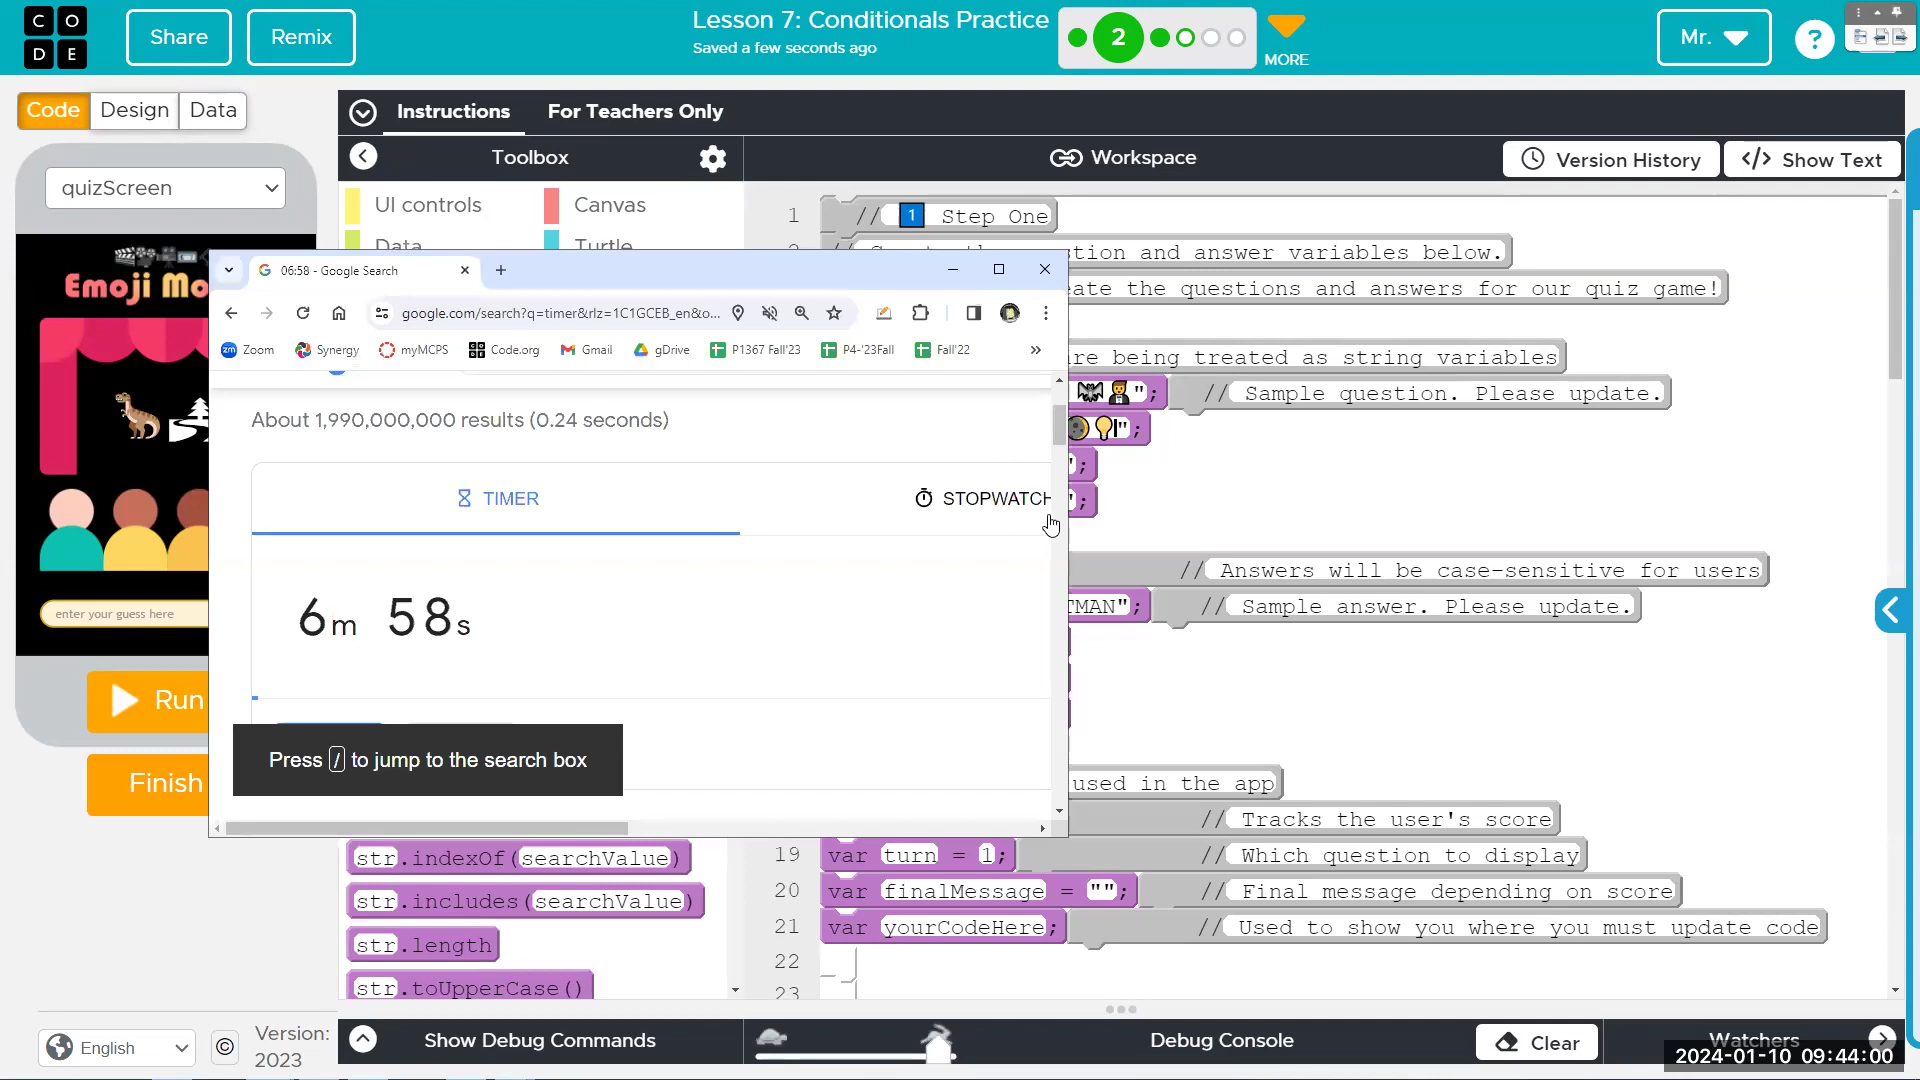 CODE
Share
Remix
Lesson 7: Conditionals Practice
Saved a few seconds ago
2
MORE
Mr.
?
Code
Design
Data
Instructions
For Teachers Only
Toolbox
Workspace
Version History
</> Show Text
quizScreen
UI controls
Canvas
Data
Turtle
1 // 1 Step One
2
stion and answer variables below.
eate the questions and answers for our quiz game!
are being treated as string variables
"; // Sample question. Please update.
";
";
";
// Answers will be case-sensitive for users
TMAN"; // Sample answer. Please update.
used in the app
// Tracks the user's score
19 var turn = 1; // Which question to display
20 var finalMessage = ""; // Final message depending on score
21 var yourCodeHere; // Used to show you where you must update code
22
23
Emoji Mo
enter your guess here
Run
Finish
06:58 - Google Search
google.com/search?q=timer&rlz=1C1GCEB_en&o...
Zoom
Synergy
myMCPS
Code.org
Gmail
gDrive
P1367 Fall'23
P4-'23Fall
Fall'22
»
About 1,990,000,000 results (0.24 seconds)
TIMER
STOPWATCH
6m 58s
Press / to jump to the search box
str.indexOf(searchValue)
str.includes(searchValue)
str.length
str.toUpperCase()
English
©
Version: 2023
Show Debug Commands
Debug Console
Clear
Watchers
2024-01-10 09:44:00